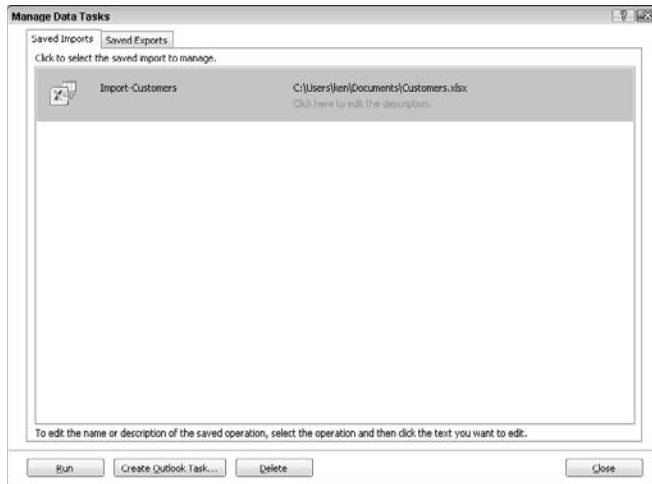 Manage Data Tasks
Saved Imports Saved Exports
Click to select the saved import to manage.
Import-Customers C:\Users\ken\Documents\Customers.xlsx
Click here to edit the description.
To edit the name or description of the saved operation, select the operation and then click the text you want to edit.
Run Create Outlook Task... Delete Close